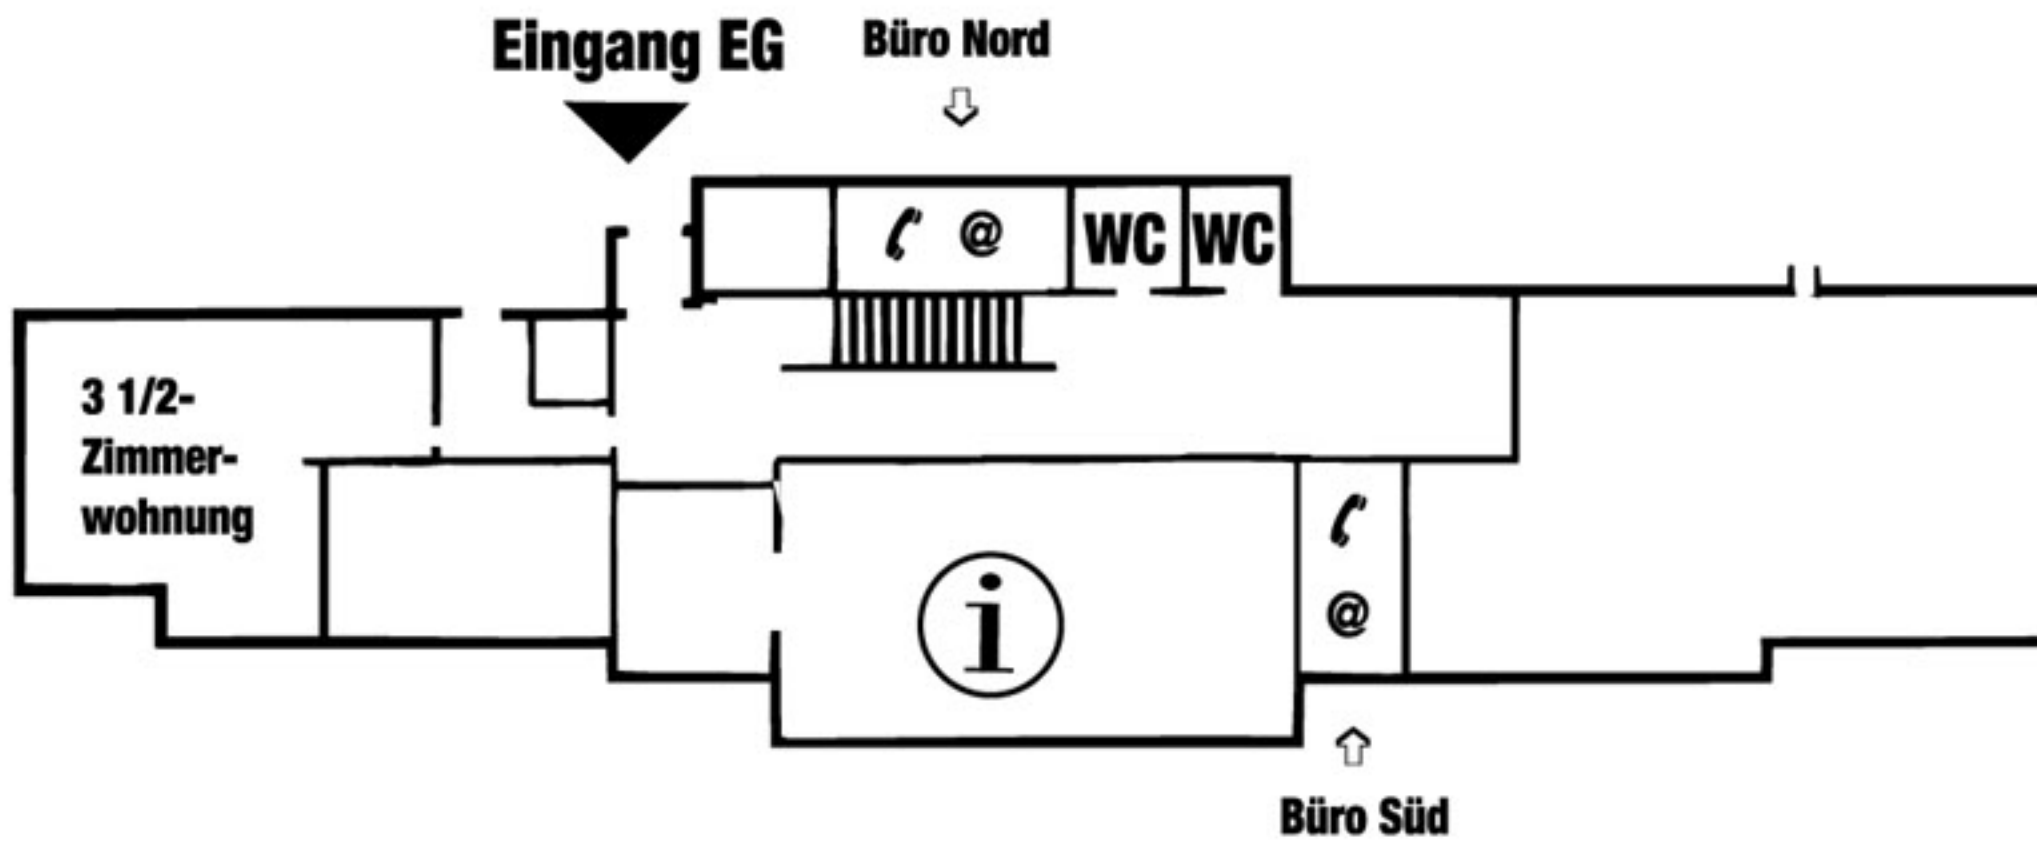 Eingang EG
Büro Nord
@
WC
WC
3 1/2-
Zimmer-
wohnung
i
@
Büro Süd